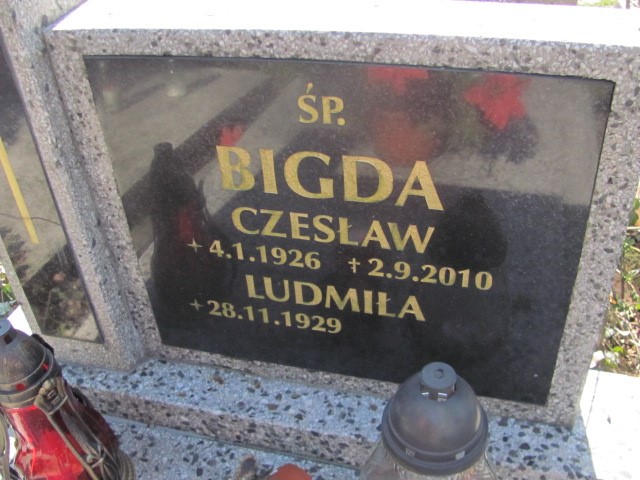 ŚP.
BIGDA
CZESŁAW
+ 4.1.1926 † 2.9.2010
LUDMIŁA
+ 28.11.1929